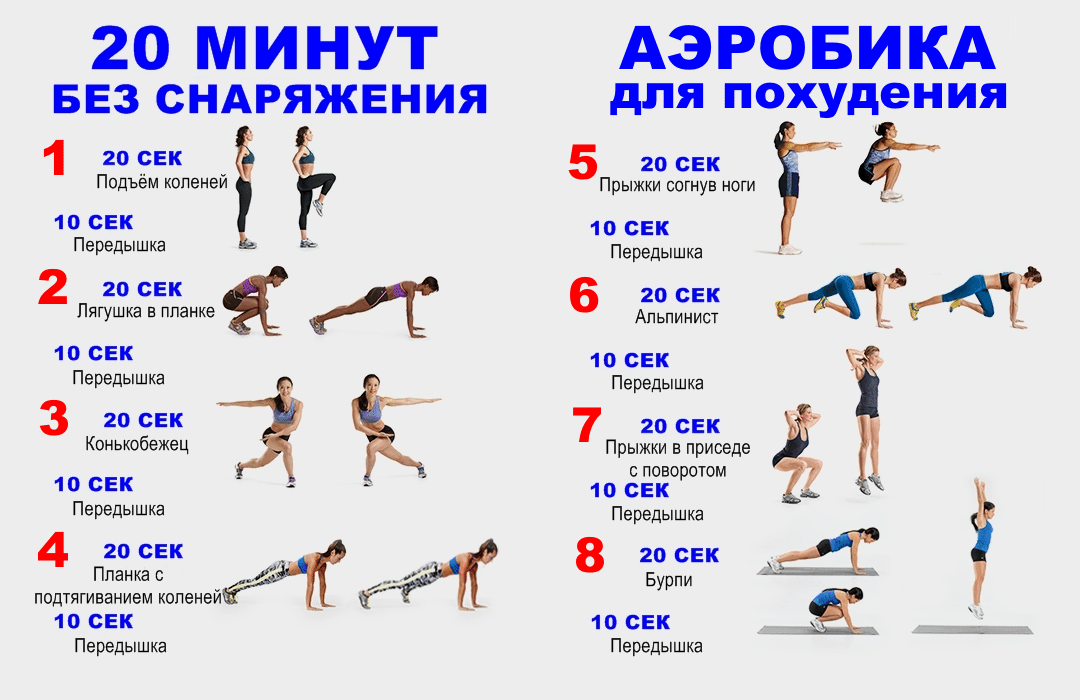 20 МИНУТ
БЕЗ СНАРЯЖЕНИЯ
1
20 СЕК
Подъём коленей
10 СЕК
Передышка
2
20 СЕК
Лягушка в планке
10 СЕК
Передышка
3
20 СЕК
Конькобежец
10 СЕК
Передышка
4
20 СЕК
Планка с
подтягиванием коленей
10 СЕК
Передышка
АЭРОБИКА
для похудения
5
20 СЕК
Прыжки согнув ноги
10 СЕК
Передышка
6
20 СЕК
Альпинист
10 СЕК
Передышка
7
20 СЕК
Прыжки в приседе
с поворотом
10 СЕК
Передышка
8
20 СЕК
Бурпи
10 СЕК
Передышка